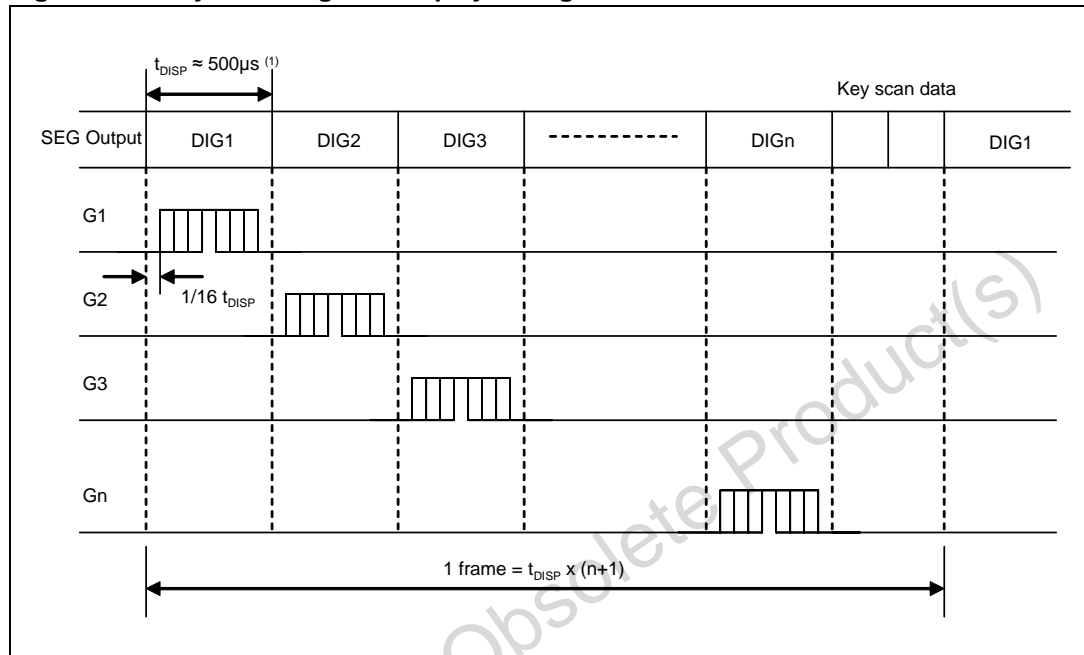 t_DISP ≈ 500µs (1)
Key scan data
SEG Output DIG1 DIG2 DIG3 DIGn DIG1
G1
1/16 t_DISP
G2
G3
Gn
1 frame = t_DISP x (n+1)
Obsolete Product(s)